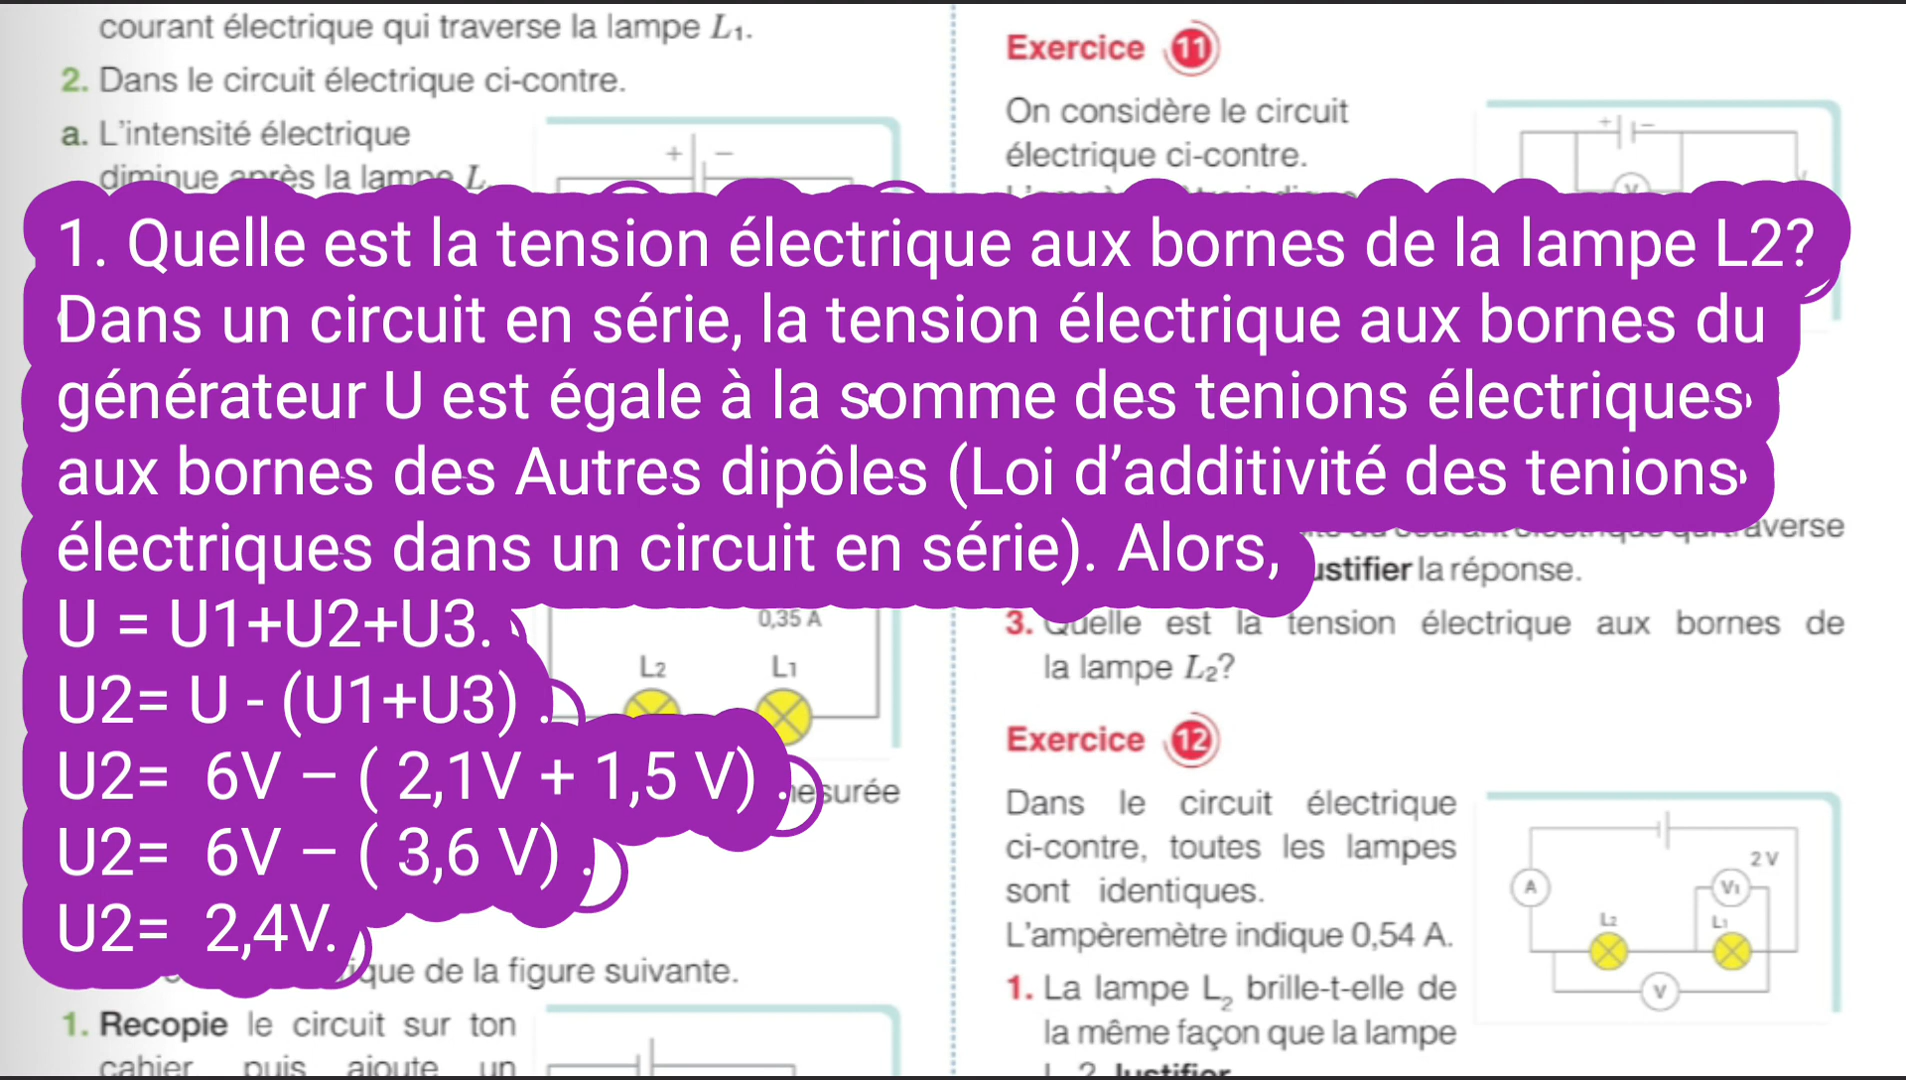 courant électrique qui traverse la lampe L1.
2. Dans le circuit électrique ci-contre.
a. L'intensité électrique
diminue après la lampe L
+ −
Exercice 11
On considère le circuit
électrique ci-contre.
+ −
V
1. Quelle est la tension électrique aux bornes de la lampe L2?
Dans un circuit en série, la tension électrique aux bornes du
générateur U est égale à la somme des tenions électriques
aux bornes des Autres dipôles (Loi d'additivité des tenions
électriques dans un circuit en série). Alors,
U = U1+U2+U3.
U2= U - (U1+U3) .
U2= 6V – ( 2,1V + 1,5 V) .
U2= 6V – ( 3,6 V) .
U2= 2,4V.
0,35 A
L2 L1
ique de la figure suivante.
1. Recopie le circuit sur ton
cahier puis ajoute un
la réponse.
3. Quelle est la tension électrique aux bornes de
la lampe L2?
Exercice 12
Dans le circuit électrique
ci-contre, toutes les lampes
sont identiques.
L'ampèremètre indique 0,54 A.
1. La lampe L2 brille-t-elle de
la même façon que la lampe
Justifier
2 V
A
V1
L2 L1
V